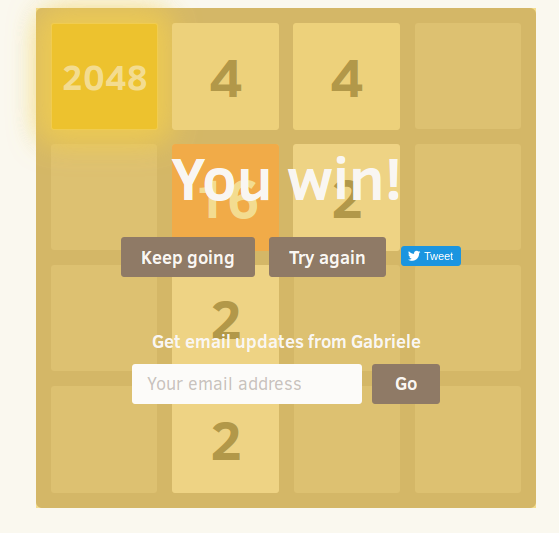 2048 4 4
You win!
16 2
Keep going Try again Tweet
2
Get email updates from Gabriele
Your email address Go
2